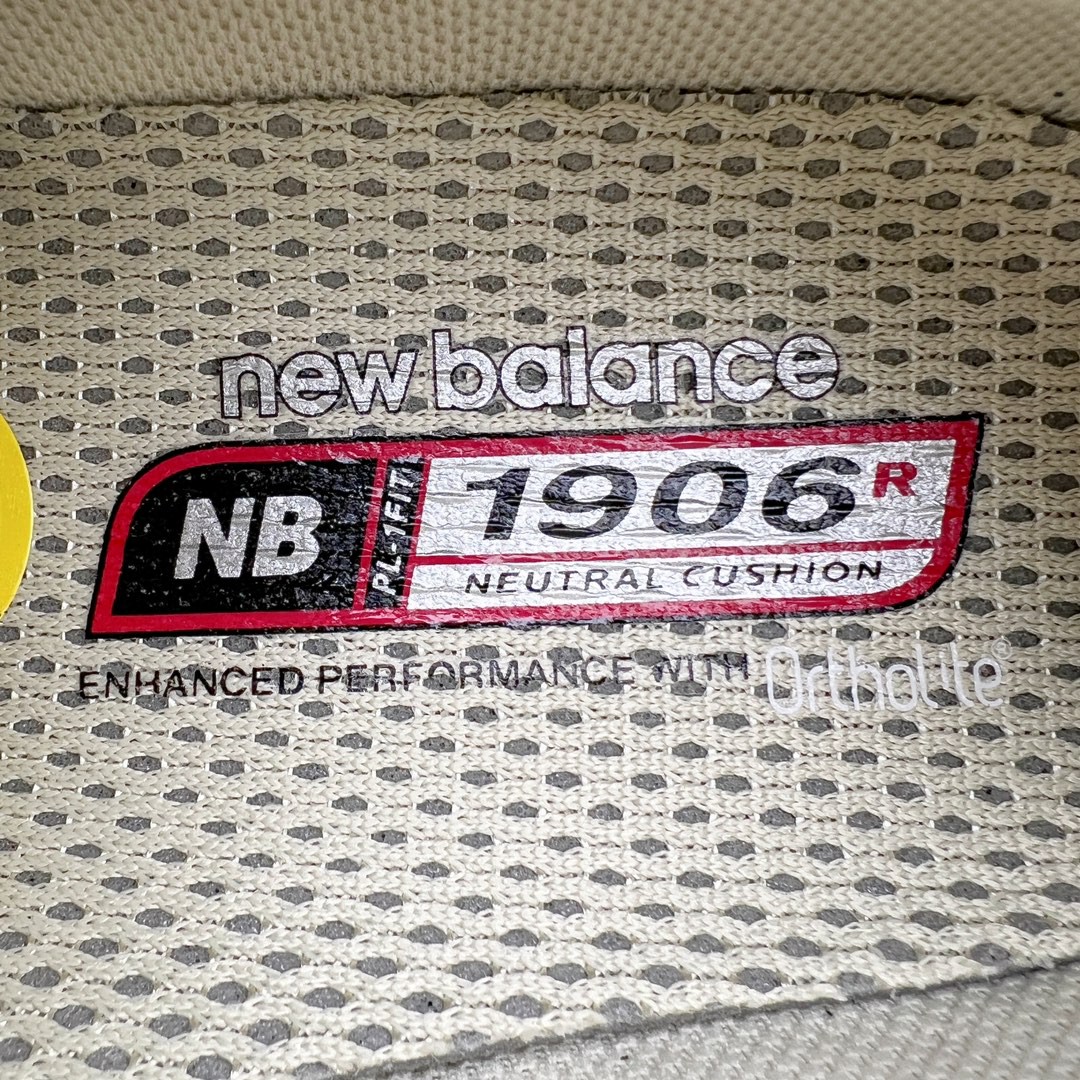 new balance
NB PL-1FIT 1906R
NEUTRAL CUSHION
ENHANCED PERFORMANCE WITH Ortholite®